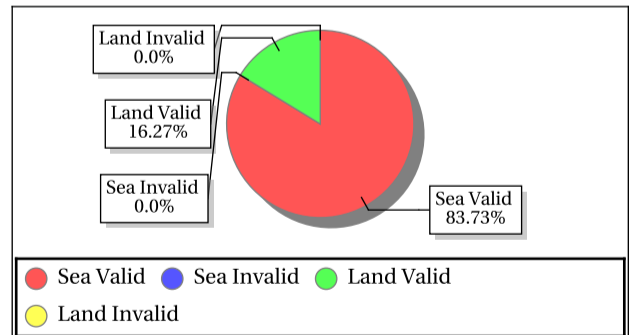 Land Invalid
0.0%
Land Valid
16.27%
Sea Invalid
0.0%
Sea Valid
83.73%
Sea Valid Sea Invalid Land Valid
Land Invalid